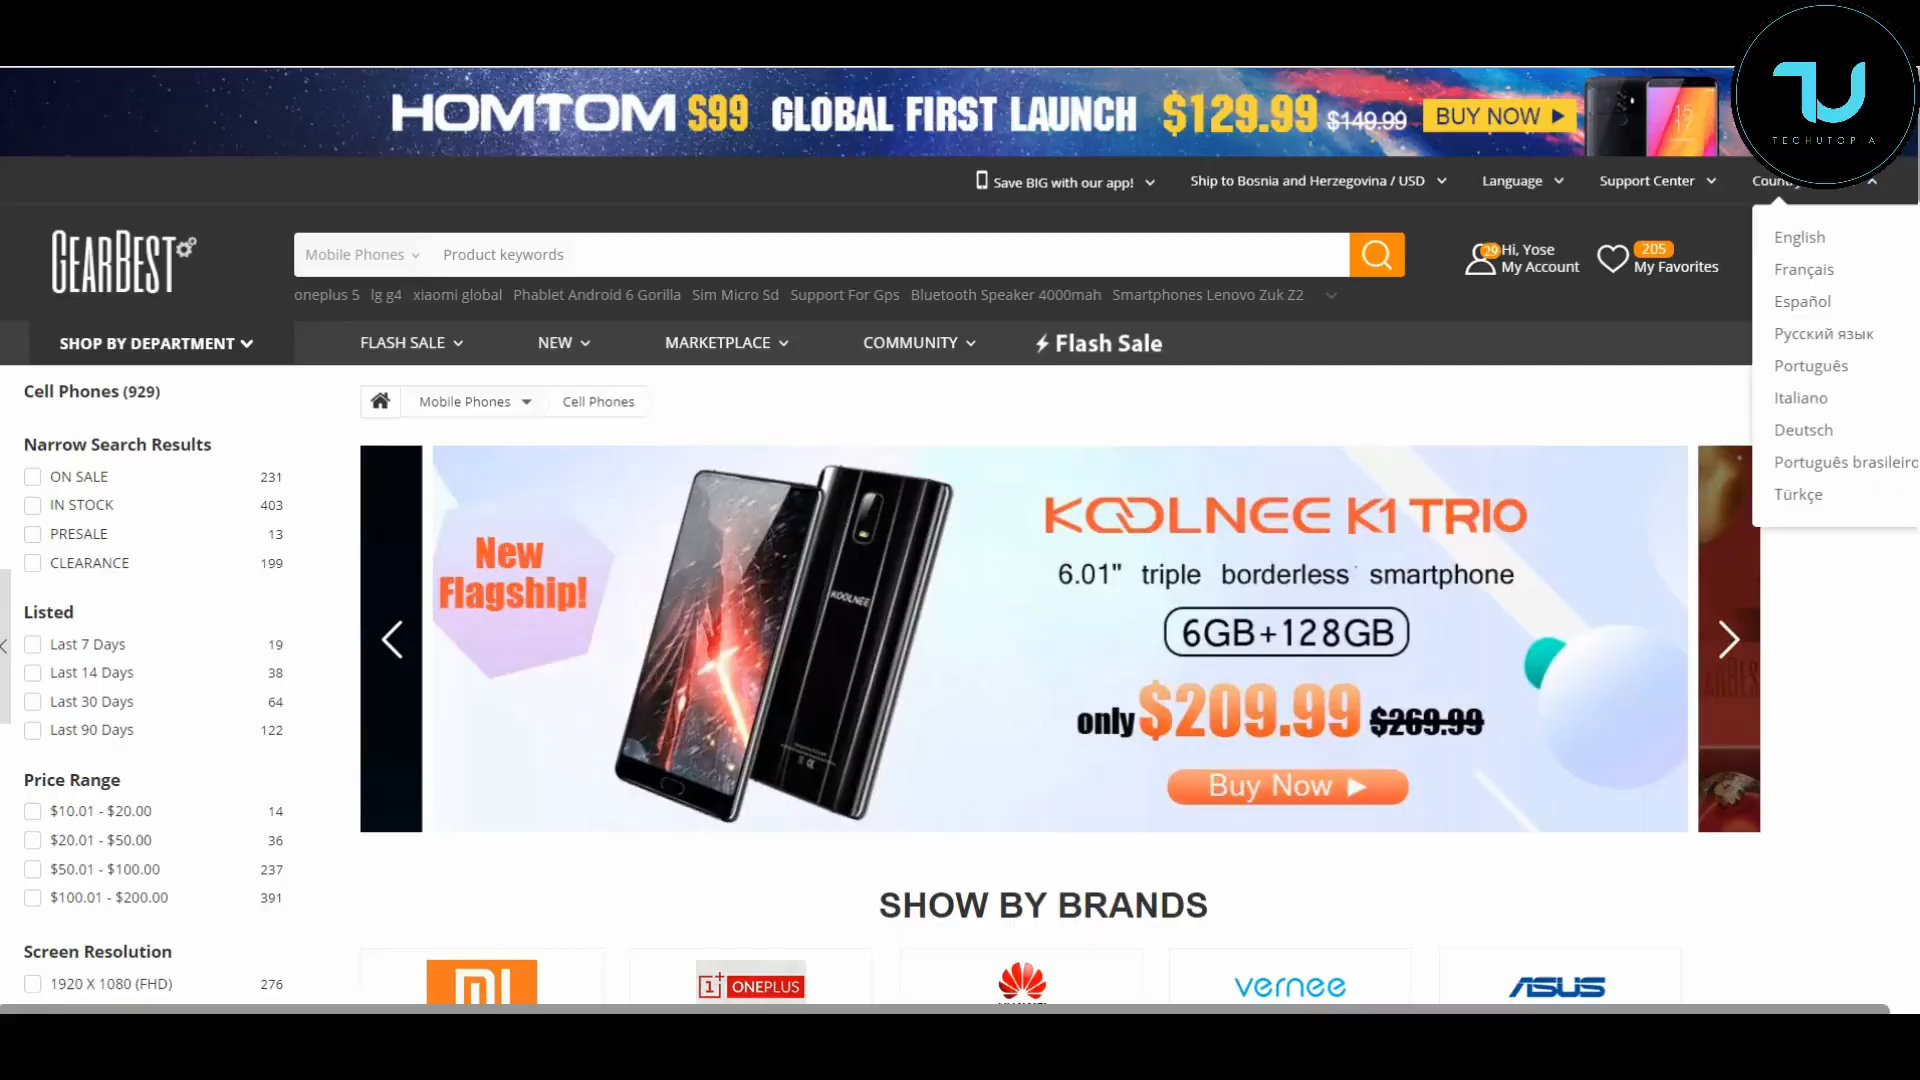 HOMTOM S99 GLOBAL FIRST LAUNCH $129.99 $149.99 BUY NOW
TU
TECHUTOPIA
Save BIG with our app! Ship to Bosnia and Herzegovina / USD Language Support Center
GEARBEST
Mobile Phones Product keywords
29 Hi, Yose
My Account
205
My Favorites
oneplus 5 lg g4 xiaomi global Phablet Android 6 Gorilla Sim Micro Sd Support For Gps Bluetooth Speaker 4000mah Smartphones Lenovo Zuk Z2
SHOP BY DEPARTMENT FLASH SALE NEW MARKETPLACE COMMUNITY Flash Sale
English
Français
Español
Русский язык
Português
Italiano
Deutsch
Português brasileiro
Türkçe
Cell Phones (929)
Narrow Search Results
ON SALE 231
IN STOCK 403
PRESALE 13
CLEARANCE 199
Listed
Last 7 Days 19
Last 14 Days 38
Last 30 Days 64
Last 90 Days 122
Price Range
$10.01 - $20.00 14
$20.01 - $50.00 36
$50.01 - $100.00 237
$100.01 - $200.00 391
Screen Resolution
1920 X 1080 (FHD) 276
Mobile Phones Cell Phones
New
Flagship!
KOOLNEE
KOOLNEE K1 TRIO
6.01" triple borderless smartphone
6GB+128GB
only $209.99 $269.99
Buy Now
SHOW BY BRANDS
MI
1+ ONEPLUS
vernee
ASUS